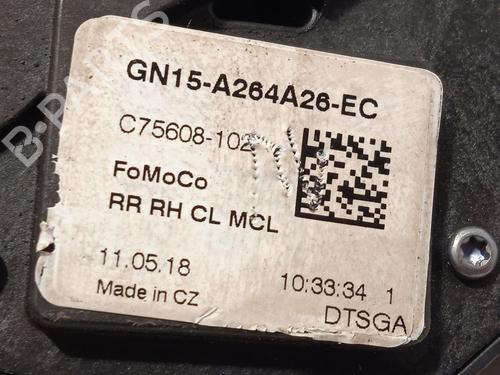 B-PARTS
GN15-A264A26-EC
C75608-102
FoMoCo
RR RH CL MCL
11.05.18
10:33:34 1
Made in CZ
DTSGA